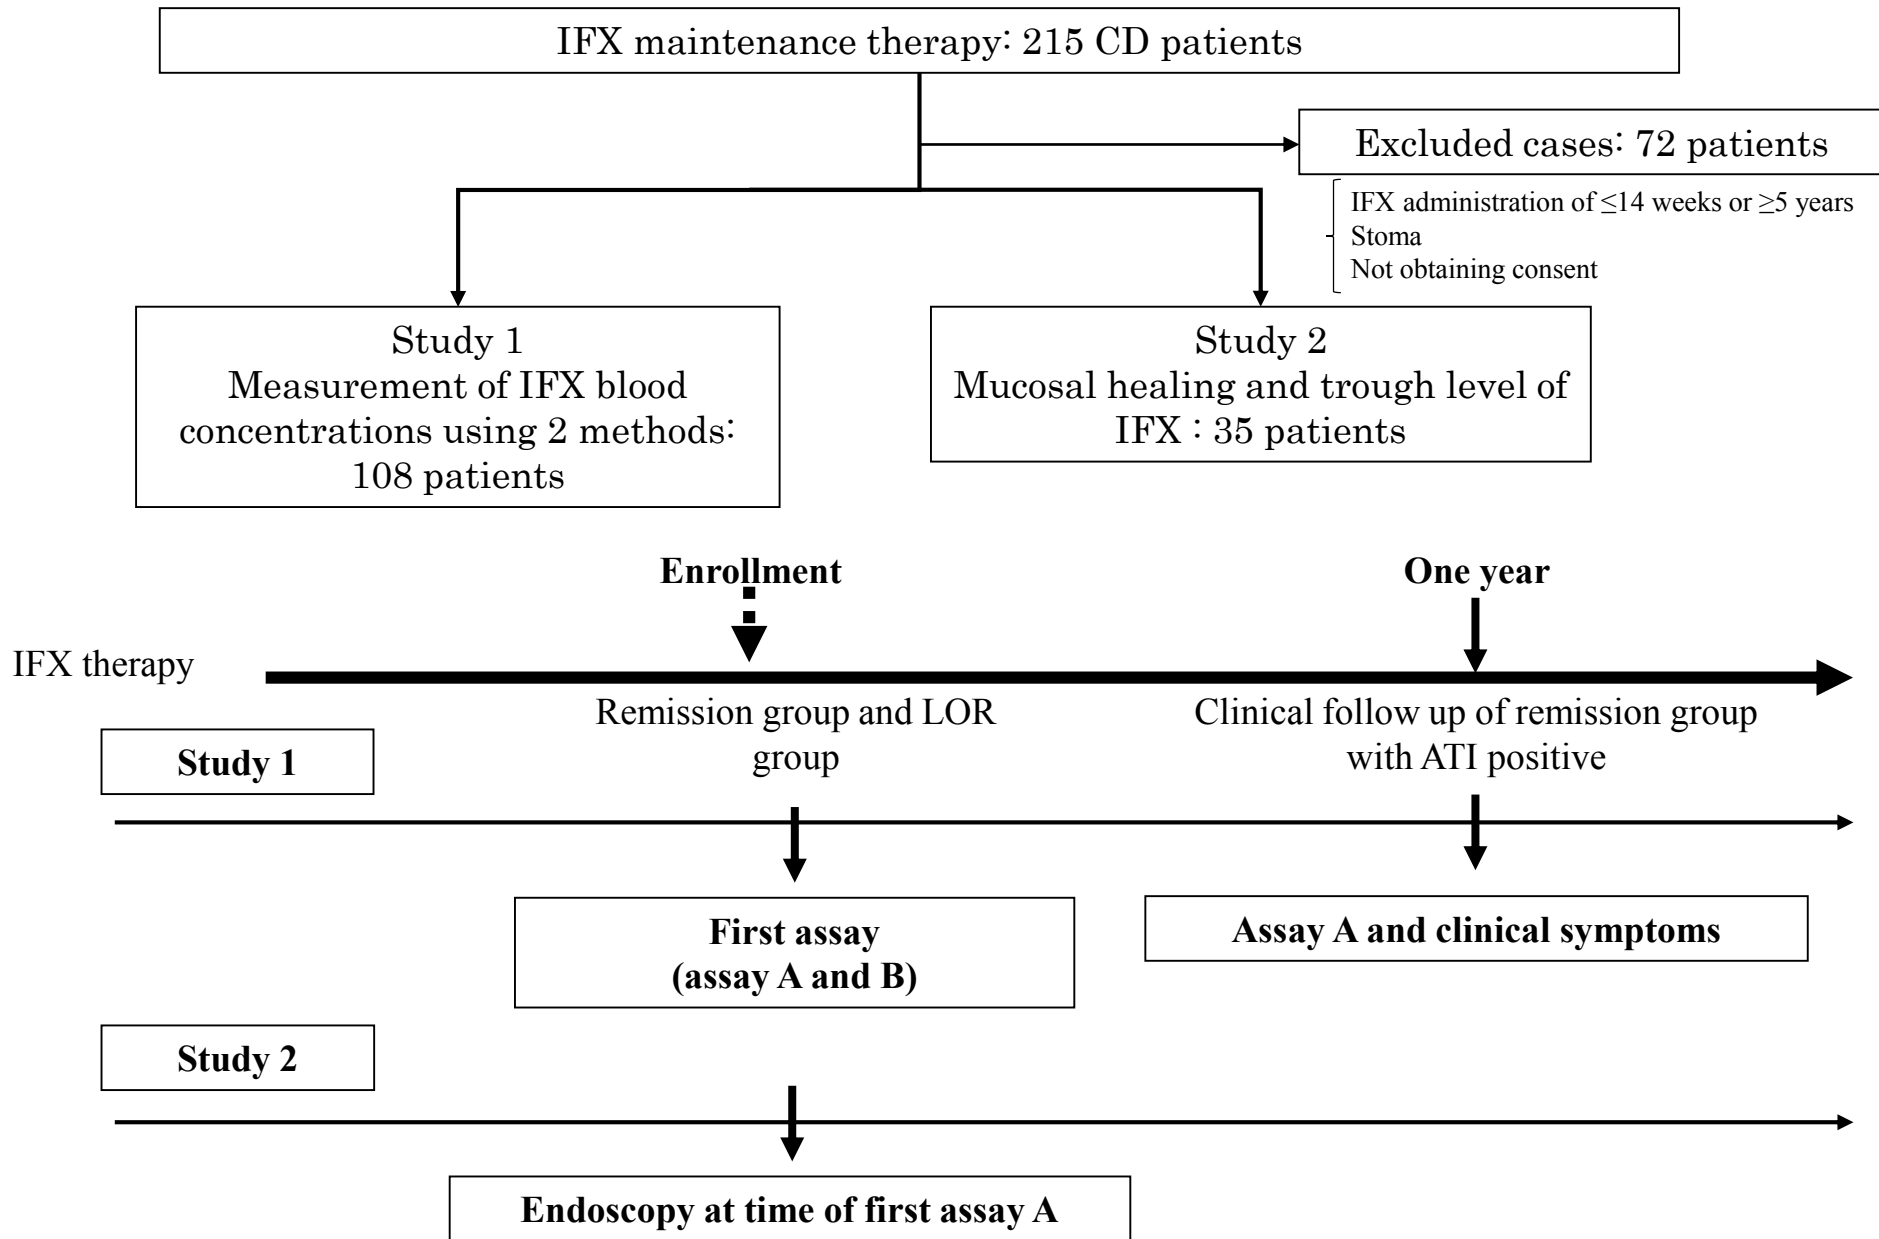 IFX maintenance therapy: 215 CD patients
Excluded cases: 72 patients
IFX administration of ≤14 weeks or ≥5 years
Stoma
Not obtaining consent
Study 1
Measurement of IFX blood
concentrations using 2 methods:
108 patients
Study 2
Mucosal healing and trough level of
IFX : 35 patients
Enrollment
One year
IFX therapy
Remission group and LOR
group
Clinical follow up of remission group
with ATI positive
Study 1
First assay
(assay A and B)
Assay A and clinical symptoms
Study 2
Endoscopy at time of first assay A